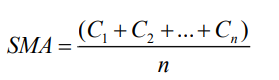 SMA = (C₁ + C₂ + ... + Cₙ) / n